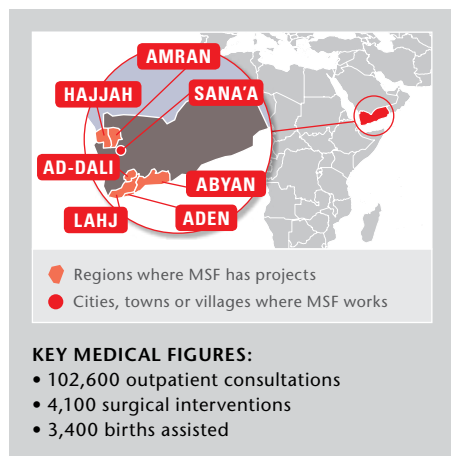 AMRAN
HAJJAH
SANA'A
AD-DALI
ABYAN
LAHJ
ADEN
Regions where MSF has projects
Cities, towns or villages where MSF works
KEY MEDICAL FIGURES:
• 102,600 outpatient consultations
• 4,100 surgical interventions
• 3,400 births assisted